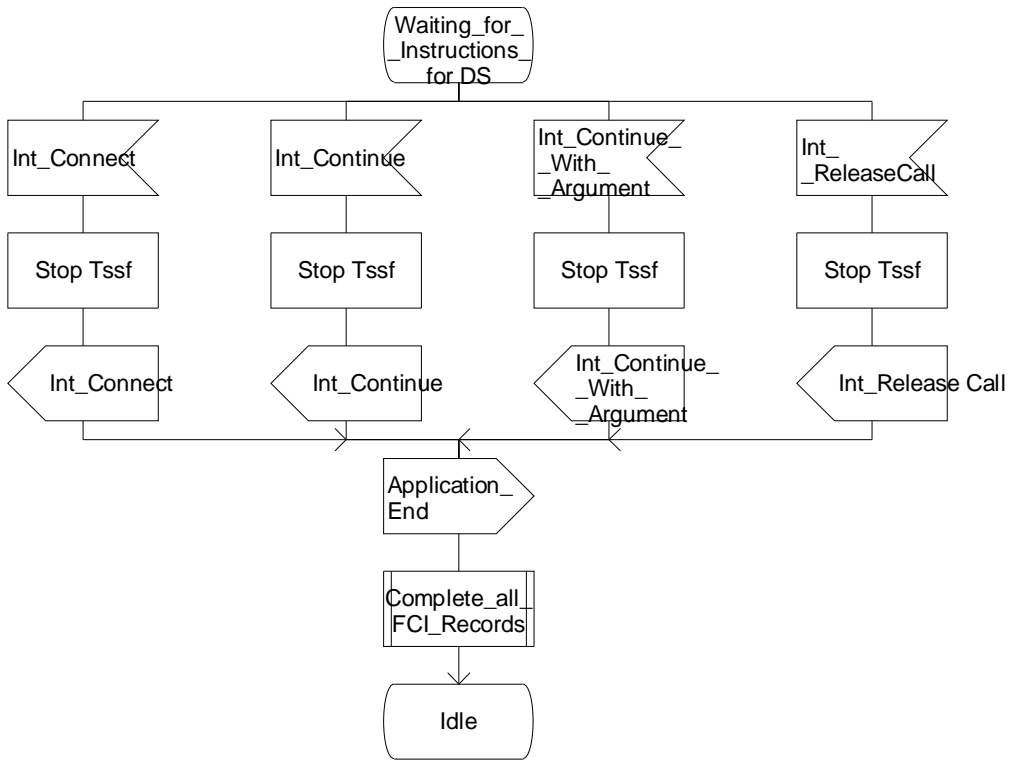 Waiting_for_
_Instructions_
for DS
Int_Connect
Int_Continue
Int_Continue_
_With_
_Argument
Int_
_ReleaseCall
Stop Tssf
Stop Tssf
Stop Tssf
Stop Tssf
Int_Connect
Int_Continue
Int_Continue_
_With_
_Argument
Int_Release Call
Application_
End
Complete_all_
FCI_Records
Idle